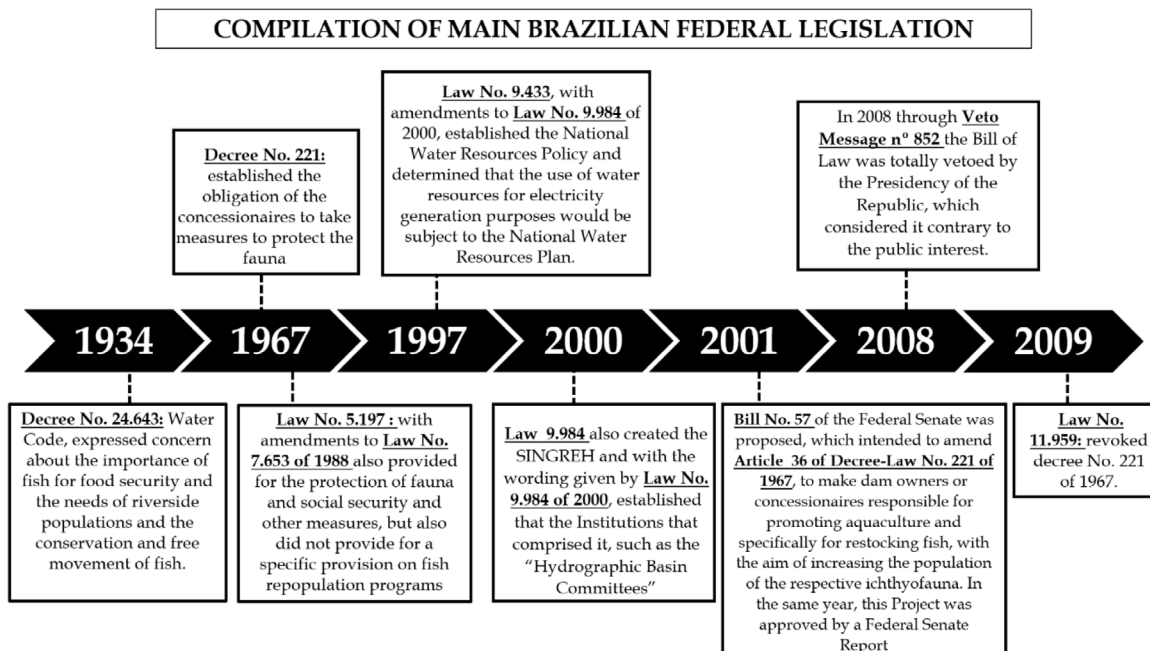 COMPILATION OF MAIN BRAZILIAN FEDERAL LEGISLATION
Decree No. 221:
established the
obligation of the
concessionaires to take
measures to protect the
fauna
Law No. 9.433, with
amendments to Law No. 9.984 of
2000, established the National
Water Resources Policy and
determined that the use of water
resources for electricity
generation purposes would be
subject to the National Water
Resources Plan.
In 2008 through Veto
Message nº 852 the Bill of
Law was totally vetoed by
the Presidency of the
Republic, which
considered it contrary to
the public interest.
1934
1967
1997
2000
2001
2008
2009
Decree No. 24.643: Water
Code, expressed concern
about the importance of
fish for food security and
the needs of riverside
populations and the
conservation and free
movement of fish.
Law No. 5.197 : with
amendments to Law No.
7.653 of 1988 also provided
for the protection of fauna
and social security and
other measures, but also
did not provide for a
specific provision on fish
repopulation programs
Law 9.984 also created the
SINGREH and with the
wording given by Law No.
9.984 of 2000, established
that the Institutions that
comprised it, such as the
“Hydrographic Basin
Committees”
Bill No. 57 of the Federal Senate was
proposed, which intended to amend
Article 36 of Decree-Law No. 221 of
1967, to make dam owners or
concessionaires responsible for
promoting aquaculture and
specifically for restocking fish, with
the aim of increasing the population
of the respective ichthyofauna. In
the same year, this Project was
approved by a Federal Senate
Report
Law No.
11.959: revoked
decree No. 221
of 1967.